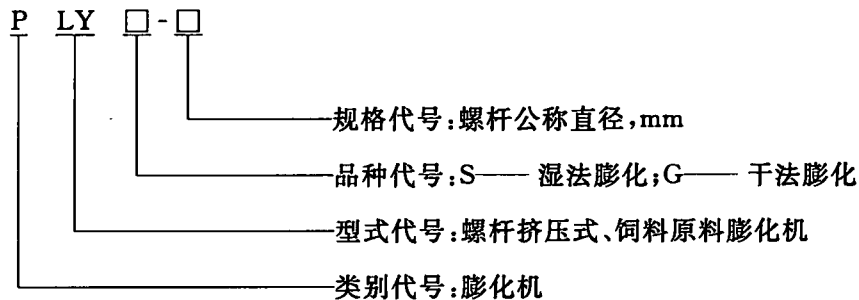 P LY □-□
规格代号:螺杆公称直径,mm
品种代号:S—— 湿法膨化;G—— 干法膨化
型式代号:螺杆挤压式、饲料原料膨化机
类别代号:膨化机